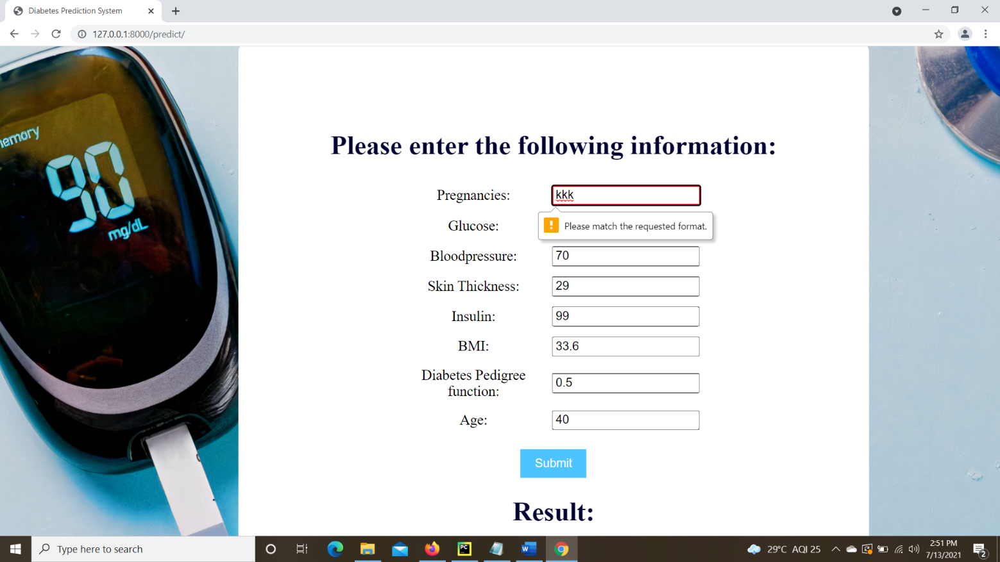 Diabetes Prediction System
127.0.0.1:8000/predict/
90
mg/dL
Please enter the following information:
Pregnancies: kkk
Please match the requested format.
Glucose:
Bloodpressure: 70
Skin Thickness: 29
Insulin: 99
BMI: 33.6
Diabetes Pedigree
function: 0.5
Age: 40
Submit
Result:
Type here to search
PC
W
29°C AQI 25
2:51 PM
7/13/2021
2